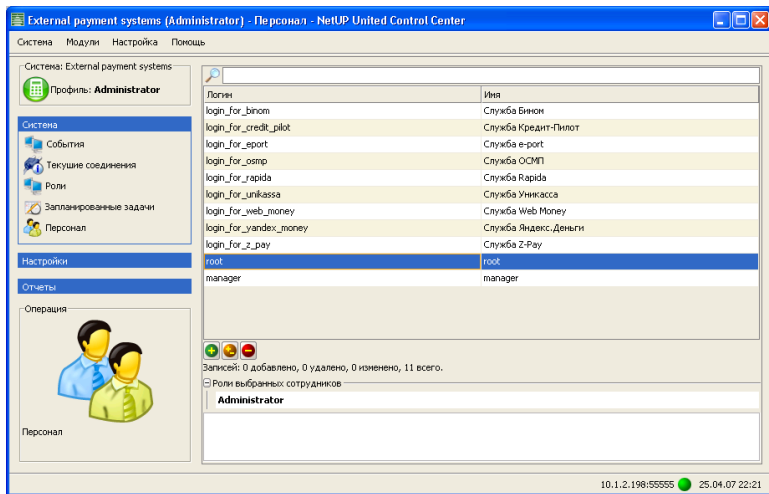 External payment systems (Administrator) - Персонал - NetUP United Control Center
Система Модули Настройка Помощь
Система: External payment systems
Профиль: Administrator
Система
События
Текущие соединения
Роли
Запланированные задачи
Персонал
Настройки
Отчеты
Операция
Персонал
Логин Имя
login_for_binom Служба Бином
login_for_credit_pilot Служба Кредит-Пилот
login_for_eport Служба e-port
login_for_osmp Служба ОСМП
login_for_rapida Служба Rapida
login_for_unikassa Служба Уникасса
login_for_web_money Служба Web Money
login_for_yandex_money Служба Яндекс.Деньги
login_for_z_pay Служба Z-Pay
root root
manager manager
Записей: 0 добавлено, 0 удалено, 0 изменено, 11 всего.
Роли выбранных сотрудников
Administrator
10.1.2.198:55555 25.04.07 22:21